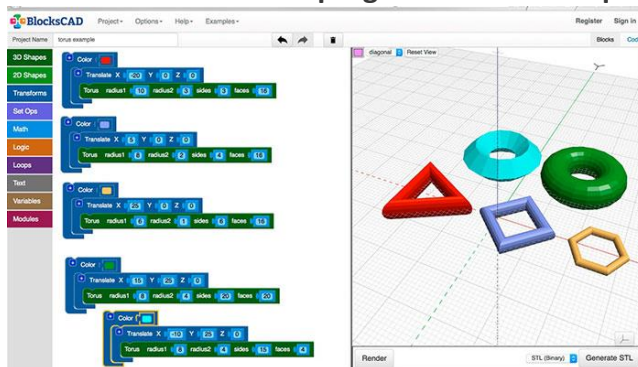 BlocksCAD Project Options Help Examples Register Sign in
Project Name torus example Blocks
3D Shapes
2D Shapes
Transforms
Set Ops
Math
Logic
Loops
Text
Variables
Modules
Color
Translate X -20 Y 0 Z 0
Torus radius1 10 radius2 3 sides 3 faces 16
Color
Translate X 5 Y 0 Z 0
Torus radius1 8 radius2 2 sides 4 faces 16
Color
Translate X 25 Y 0 Z 0
Torus radius1 6 radius2 1 sides 6 faces 16
Color
Translate X 15 Y 25 Z 0
Torus radius1 8 radius2 4 sides 20 faces 20
Color
Translate X -10 Y 25 Z 0
Torus radius1 8 radius2 4 sides 15 faces 4
diagonal Reset View
Render STL (Binary) Generate STL